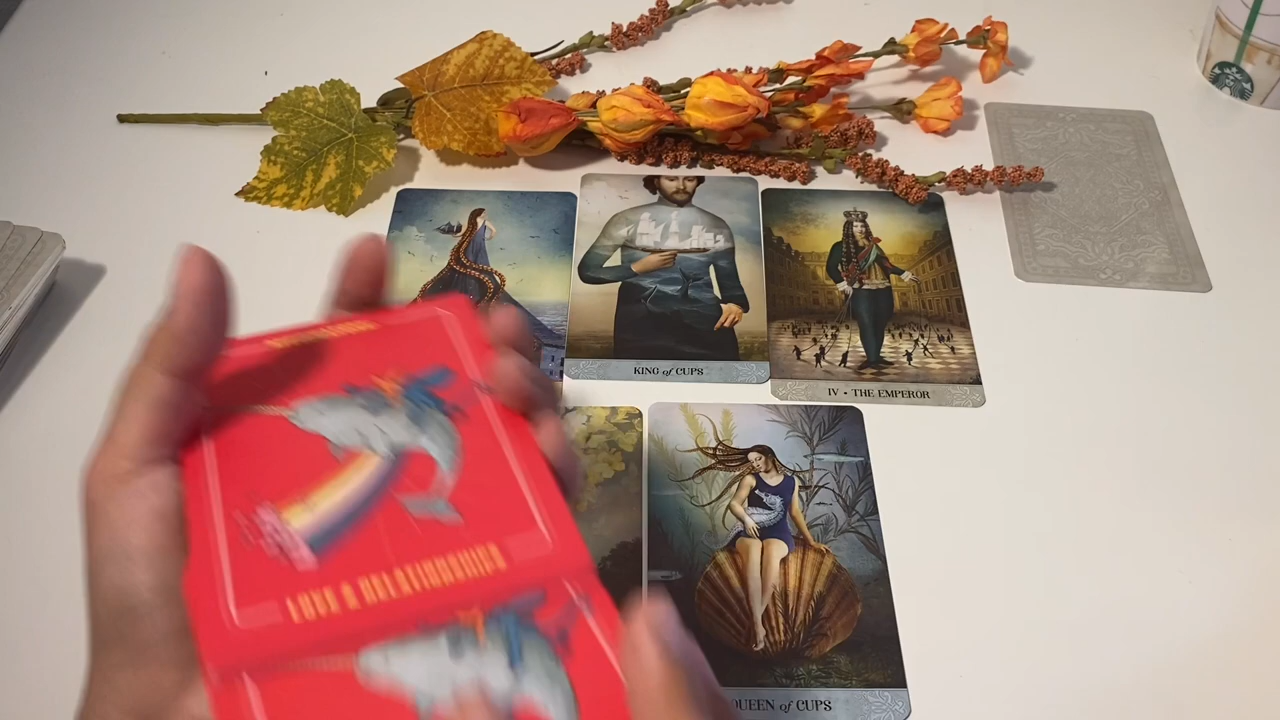 KING of CUPS
IV • THE EMPEROR
LOVE & RELATIONSHIPS
QUEEN of CUPS